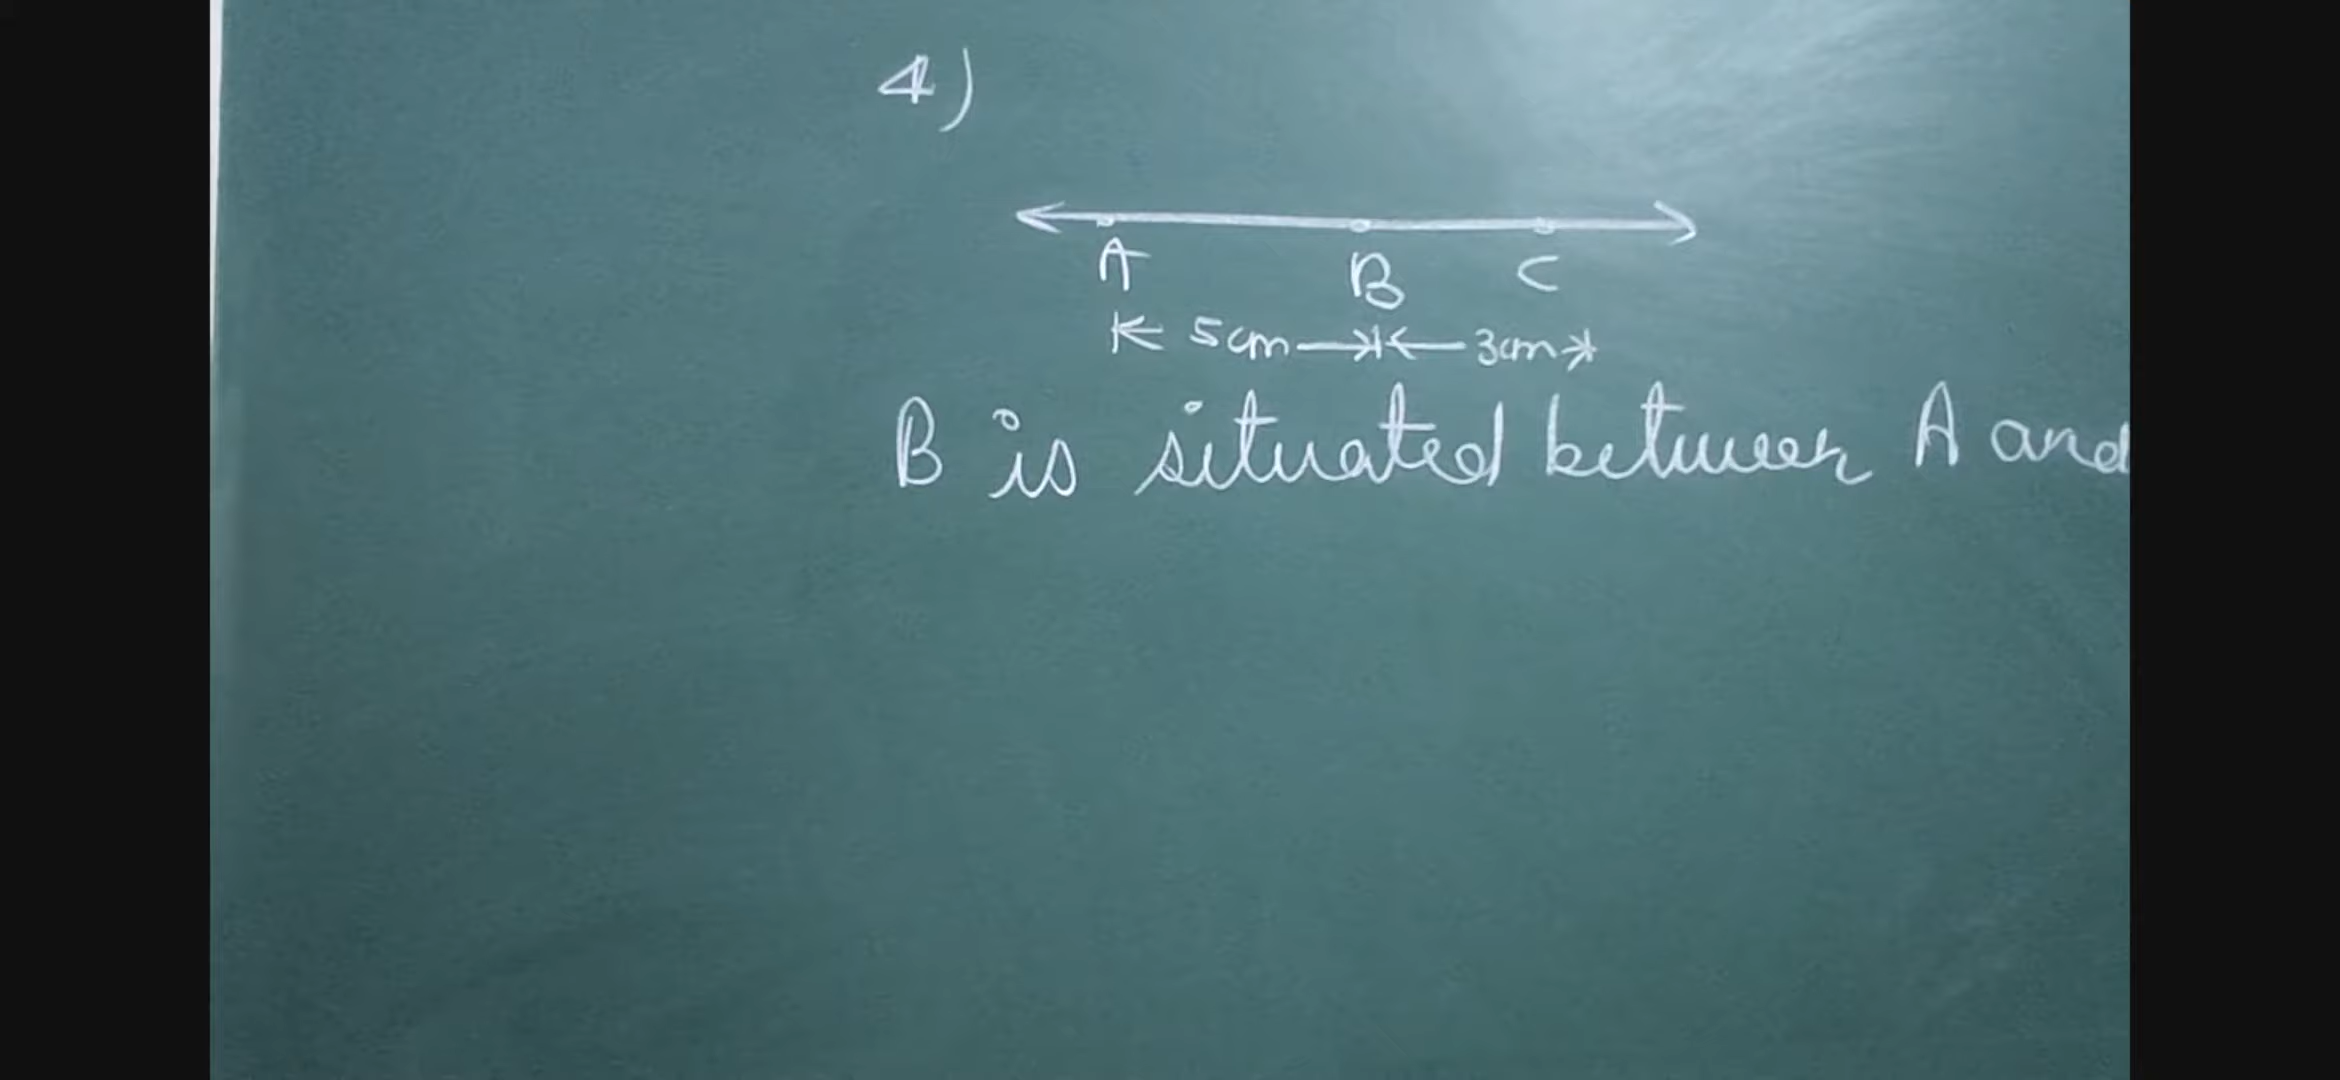 4)
A B C
5cm 3cm
B is situated between A and